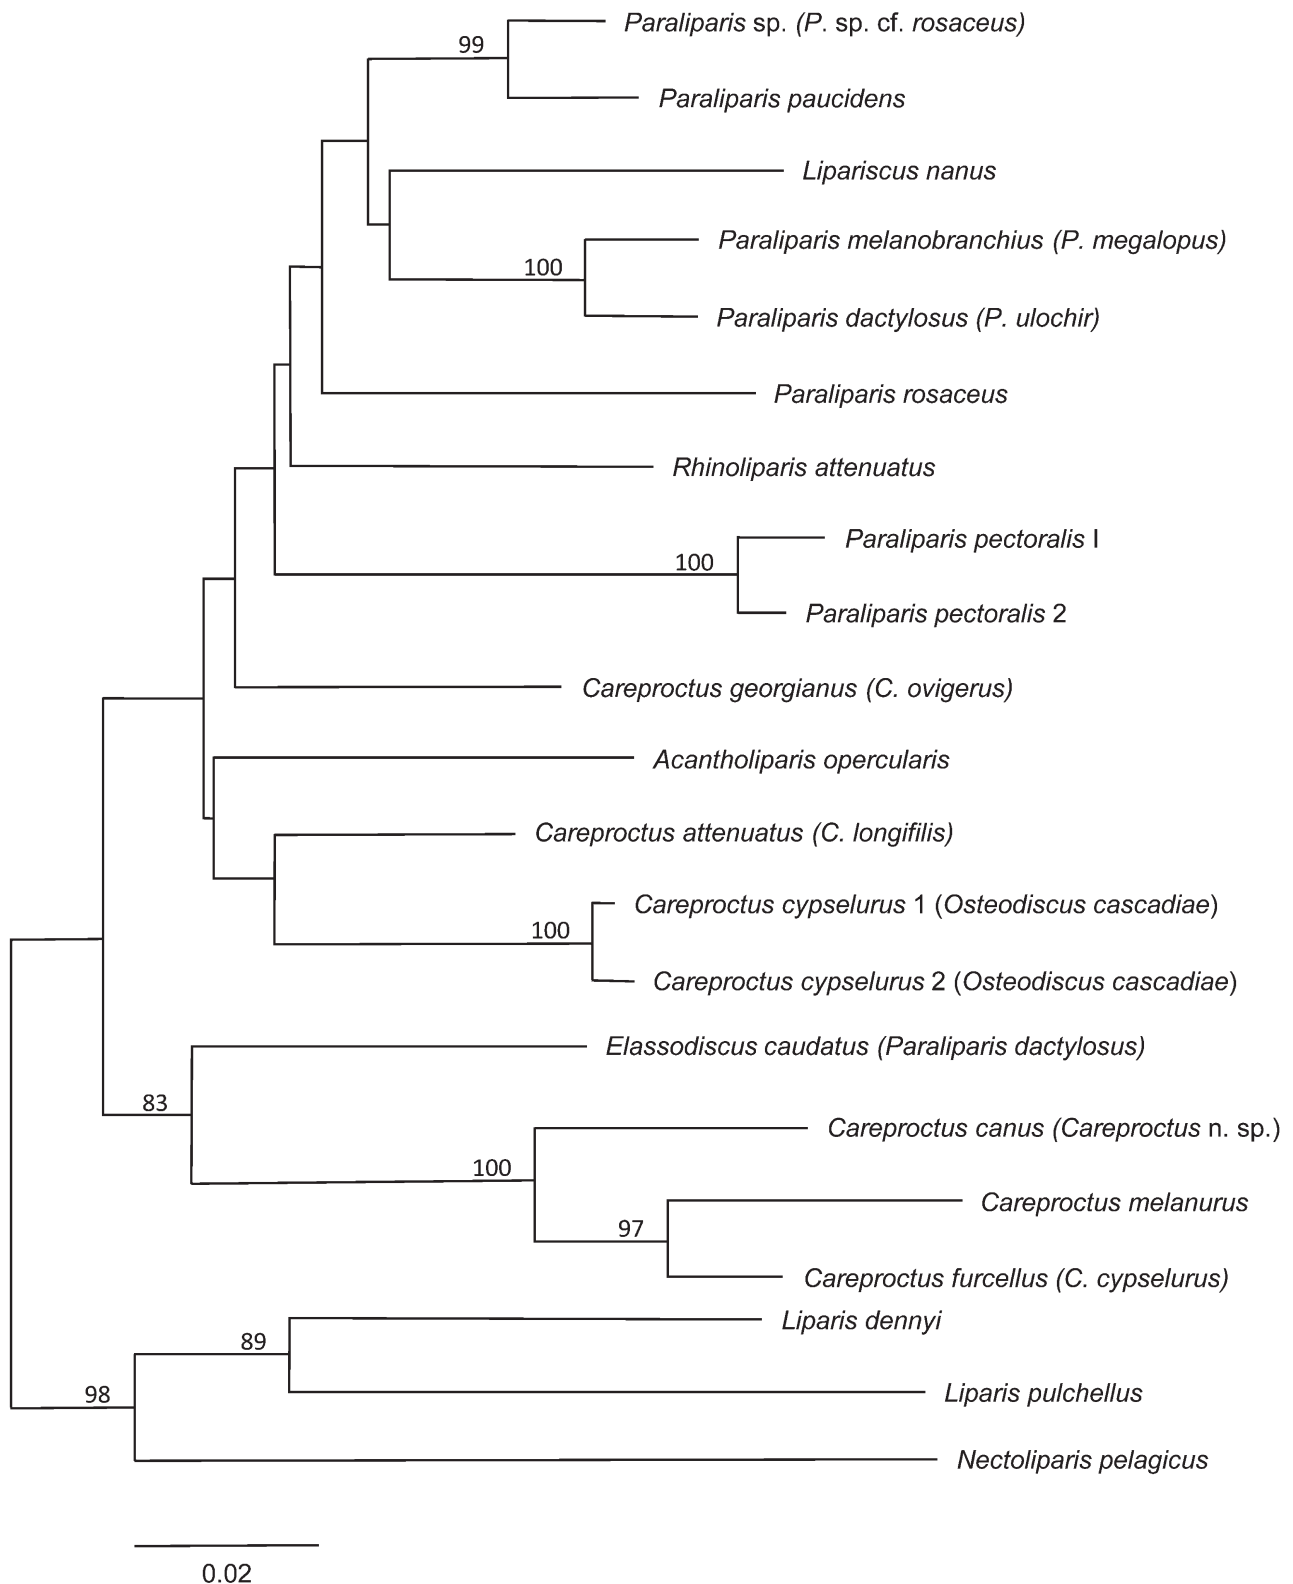 Paraliparis sp. (P. sp. cf. rosaceus)
99
Paraliparis paucidens
Lipariscus nanus
Paraliparis melanobranchius (P. megalopus)
100
Paraliparis dactylosus (P. ulochir)
Paraliparis rosaceus
Rhinoliparis attenuatus
Paraliparis pectoralis I
100
Paraliparis pectoralis 2
Careproctus georgianus (C. ovigerus)
Acantholiparis opercularis
Careproctus attenuatus (C. longifilis)
Careproctus cypselurus 1 (Osteodiscus cascadiae)
100
Careproctus cypselurus 2 (Osteodiscus cascadiae)
Elassodiscus caudatus (Paraliparis dactylosus)
83
Careproctus canus (Careproctus n. sp.)
100
Careproctus melanurus
97
Careproctus furcellus (C. cypselurus)
Liparis dennyi
89
Liparis pulchellus
98
Nectoliparis pelagicus
0.02